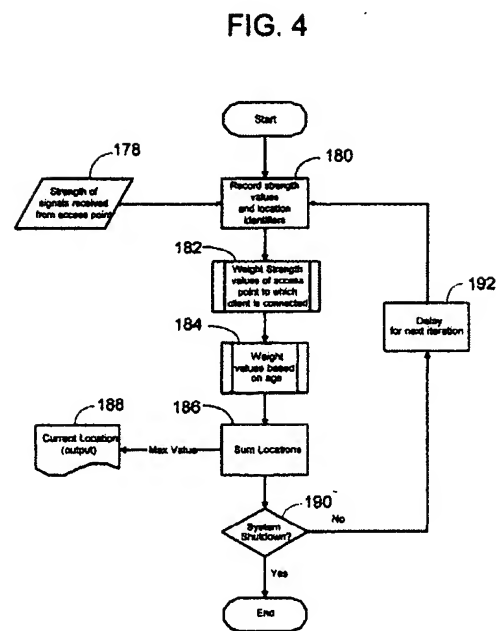 FIG. 4
Start
178
180
Strength of
signals received
from access point
Record strength
values
and location
identifiers
182
Weight Strength
values of access
point to which
client is connected
192
Delay
for next iteration
184
Weight
values based
on age
188
186
Current Location
(output)
Max Value
Sum Locations
190
System
Shutdown?
No
Yes
End